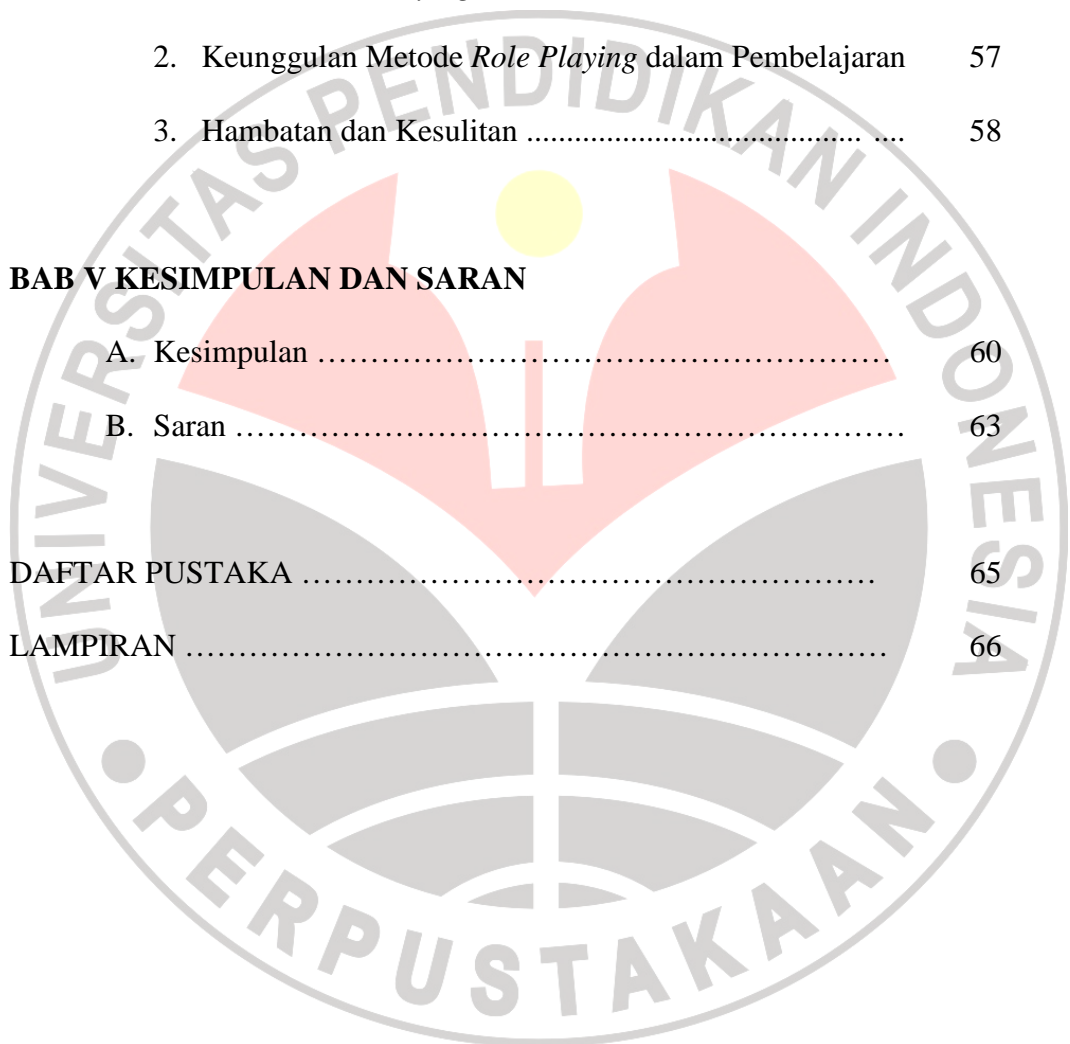 2. Keunggulan Metode Role Playing dalam Pembelajaran 57
3. Hambatan dan Kesulitan ............................................ .... 58
BAB V KESIMPULAN DAN SARAN
A. Kesimpulan …………………………………………… 60
B. Saran …………………………………………………… 63
DAFTAR PUSTAKA …………………………………………… 65
LAMPIRAN ……………………………………………………… 66
UNIVERSITAS PENDIDIKAN INDONESIA
PERPUSTAKAAN